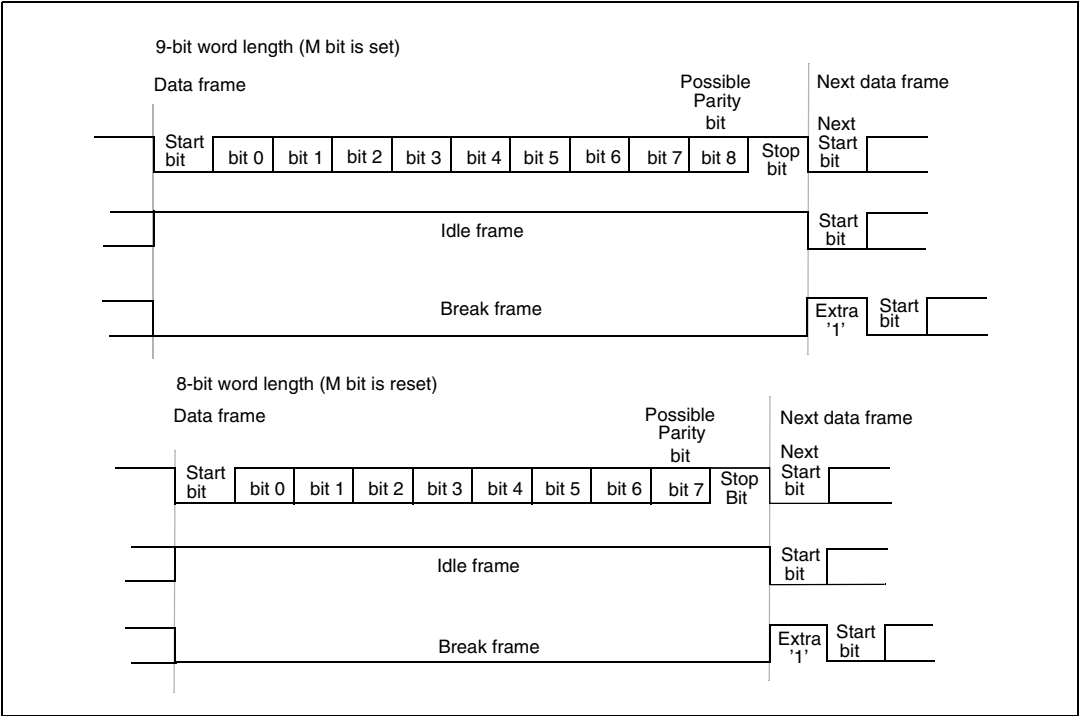 9-bit word length (M bit is set)
Data frame
Possible
Parity
bit
Next data frame
Start
bit
bit 0
bit 1
bit 2
bit 3
bit 4
bit 5
bit 6
bit 7
bit 8
Stop
bit
Next
Start
bit
Idle frame
Start
bit
Break frame
Extra
'1'
Start
bit
8-bit word length (M bit is reset)
Data frame
Possible
Parity
bit
Next data frame
Start
bit
bit 0
bit 1
bit 2
bit 3
bit 4
bit 5
bit 6
bit 7
Stop
Bit
Next
Start
bit
Idle frame
Start
bit
Break frame
Extra
'1'
Start
bit